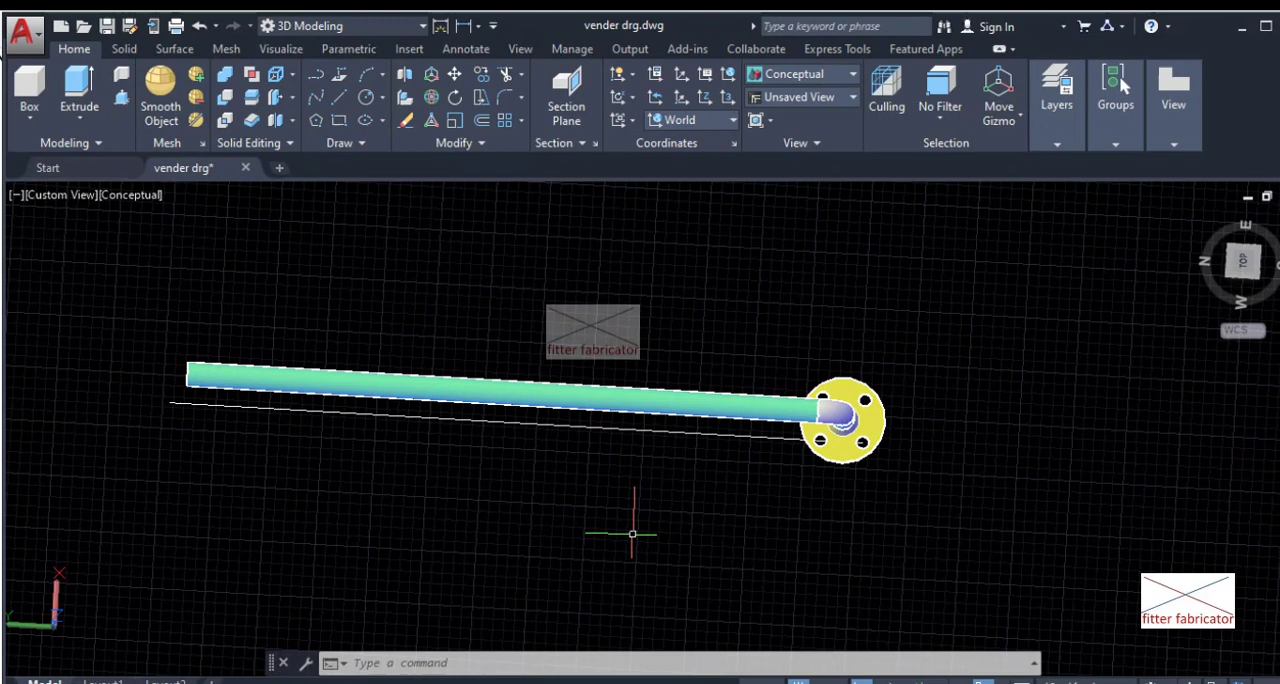 3D Modeling
vender drg.dwg
Type a keyword or phrase
Sign In
Home Solid Surface Mesh Visualize Parametric Insert Annotate View Manage Output Add-ins Collaborate Express Tools Featured Apps
Box Extrude Smooth Object Section Plane Conceptual Unsaved View World Culling No Filter Move Gizmo Layers Groups View
Modeling Mesh Solid Editing Draw Modify Section Coordinates View Selection
Start vender drg*
[−][Custom View][Conceptual]
E
N TOP
W
WCS
fitter fabricator
X
Y Z
fitter fabricator
Type a command
Model Layout1 Layout2